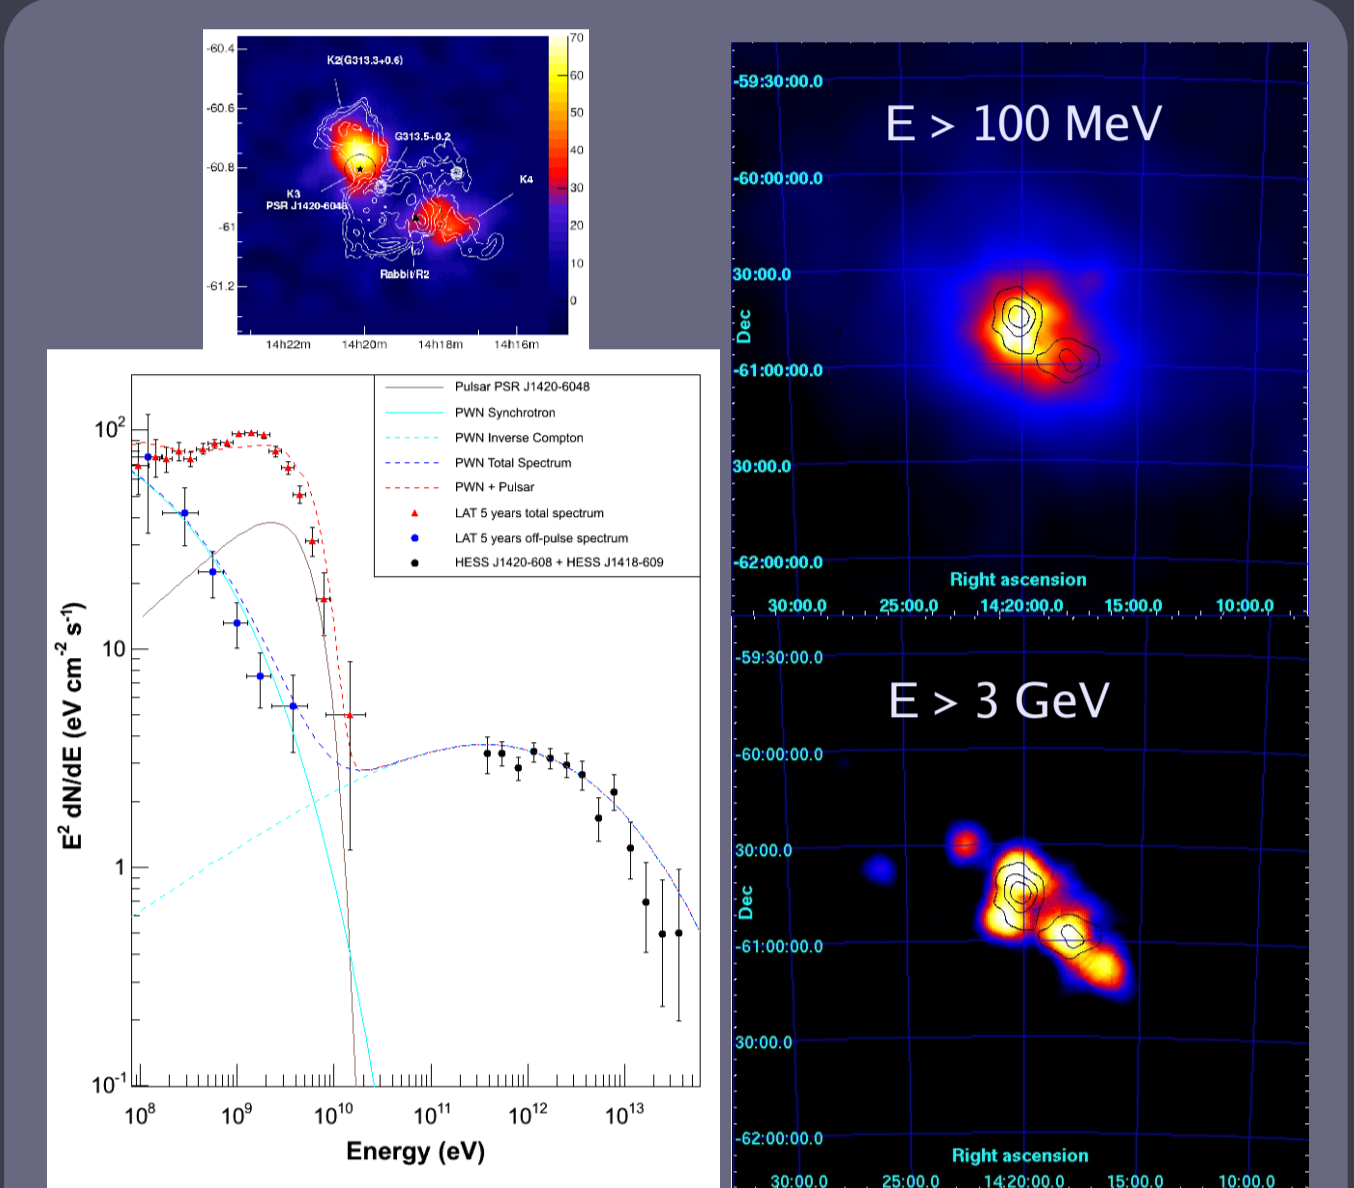 -60.4
-60.6
-60.8
-61
-61.2
K2(G313.3+0.6)
G313.5+0.2
K4
K3
PSR J1420-6048
Rabbit/R2
70
60
50
40
30
20
10
0
14h22m 14h20m 14h18m 14h16m
E > 100 MeV
-59:30:00.0
-60:00:00.0
30:00.0
-61:00:00.0
30:00.0
-62:00:00.0
Dec
Right ascension
30:00.0 25:00.0 14:20:00.0 15:00.0 10:00.0
Pulsar PSR J1420-6048
PWN Synchrotron
PWN Inverse Compton
PWN Total Spectrum
PWN + Pulsar
LAT 5 years total spectrum
LAT 5 years off-pulse spectrum
HESS J1420-608 + HESS J1418-609
10²
10
1
10⁻¹
E² dN/dE (eV cm⁻² s⁻¹)
10⁸ 10⁹ 10¹⁰ 10¹¹ 10¹² 10¹³
Energy (eV)
E > 3 GeV
-59:30:00.0
-60:00:00.0
30:00.0
-61:00:00.0
30:00.0
-62:00:00.0
Dec
Right ascension
30:00.0 25:00.0 14:20:00.0 15:00.0 10:00.0